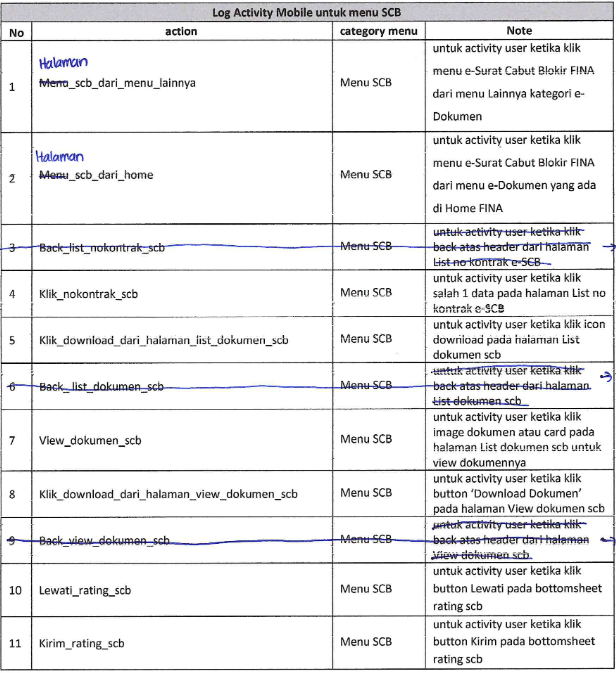 Log Activity Mobile untuk menu SCB
No action category menu Note
1 Halaman
Menu_scb_dari_menu_lainnya Menu SCB untuk activity user ketika klik
menu e-Surat Cabut Blokir FINA
dari menu Lainnya kategori e-
Dokumen
2 Halaman
Menu_scb_dari_home Menu SCB untuk activity user ketika klik
menu e-Surat Cabut Blokir FINA
dari menu e-Dokumen yang ada
di Home FINA
3 Back_list_nokontrak_scb Menu SCB untuk activity user ketika klik
back atas header dari halaman
List no kontrak e-SCB
4 Klik_nokontrak_scb Menu SCB untuk activity user ketika klik
salah 1 data pada halaman List no
kontrak e-SCB
5 Klik_download_dari_halaman_list_dokumen_scb Menu SCB untuk activity user ketika klik icon
download pada halaman List
dokumen scb
6 Back_list_dokumen_scb Menu SCB untuk activity user ketika klik
back atas header dari halaman
List dokumen scb
7 View_dokumen_scb Menu SCB untuk activity user ketika klik
image dokumen atau card pada
halaman List dokumen scb untuk
view dokumennya
8 Klik_download_dari_halaman_view_dokumen_scb Menu SCB untuk activity user ketika klik
button 'Download Dokumen'
pada halaman View dokumen scb
9 Back_view_dokumen_scb Menu SCB untuk activity user ketika klik
back atas header dari halaman
View dokumen scb
10 Lewati_rating_scb Menu SCB untuk activity user ketika klik
button Lewati pada bottomsheet
rating scb
11 Kirim_rating_scb Menu SCB untuk activity user ketika klik
button Kirim pada bottomsheet
rating scb